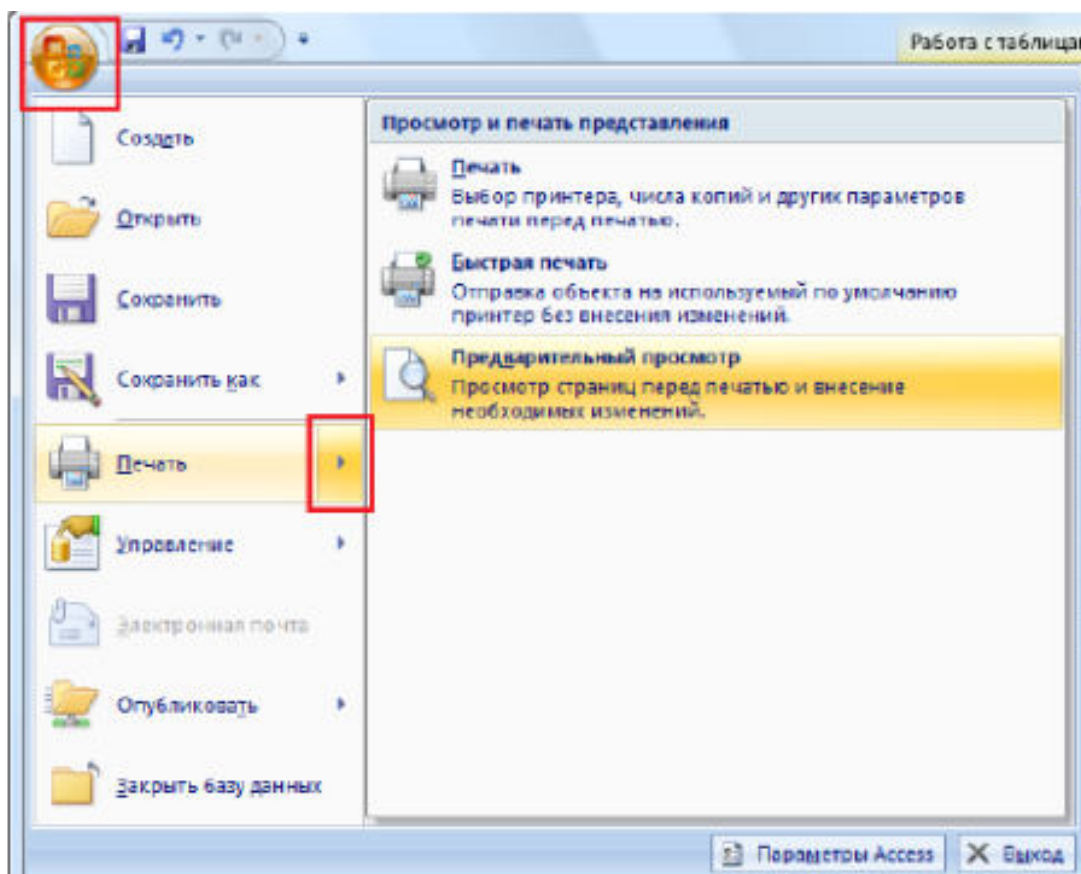 Работа с таблицам
Создать
Открыть
Сохранить
Сохранить как
Печать
Управление
Электронная почта
Опубликовать
Закрыть базу данных
Просмотр и печать представления
Печать
Выбор принтера, числа копий и других параметров
печати перед печатью.
Быстрая печать
Отправка объекта на используемый по умолчанию
принтер без внесения изменений.
Предварительный просмотр
Просмотр страниц перед печатью и внесение
необходимых изменений.
Параметры Access
Выход